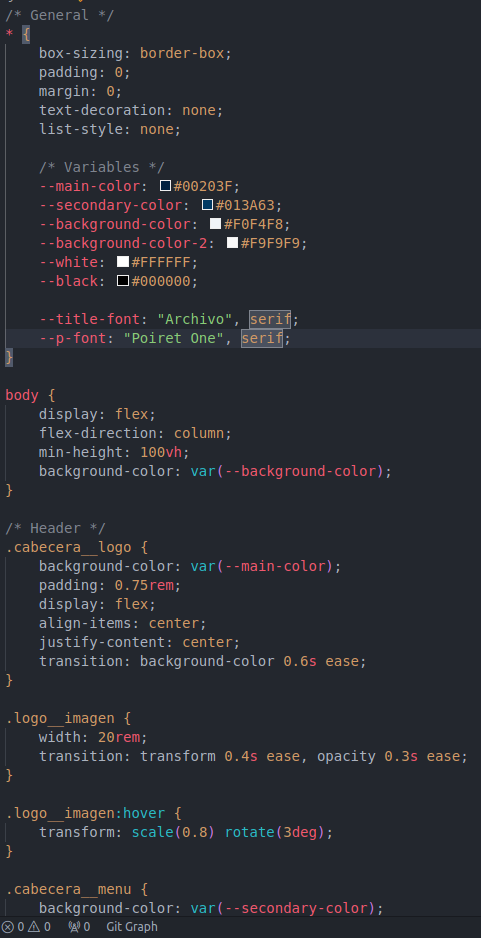 /* General */
* {
    box-sizing: border-box;
    padding: 0;
    margin: 0;
    text-decoration: none;
    list-style: none;

    /* Variables */
    --main-color: #00203F;
    --secondary-color: #013A63;
    --background-color: #F0F4F8;
    --background-color-2: #F9F9F9;
    --white: #FFFFFF;
    --black: #000000;

    --title-font: "Archivo", serif;
    --p-font: "Poiret One", serif;
}

body {
    display: flex;
    flex-direction: column;
    min-height: 100vh;
    background-color: var(--background-color);
}

/* Header */
.cabecera__logo {
    background-color: var(--main-color);
    padding: 0.75rem;
    display: flex;
    align-items: center;
    justify-content: center;
    transition: background-color 0.6s ease;
}

.logo__imagen {
    width: 20rem;
    transition: transform 0.4s ease, opacity 0.3s ease;
}

.logo__imagen:hover {
    transform: scale(0.8) rotate(3deg);
}

.cabecera__menu {
    background-color: var(--secondary-color);
0 0 0 Git Graph